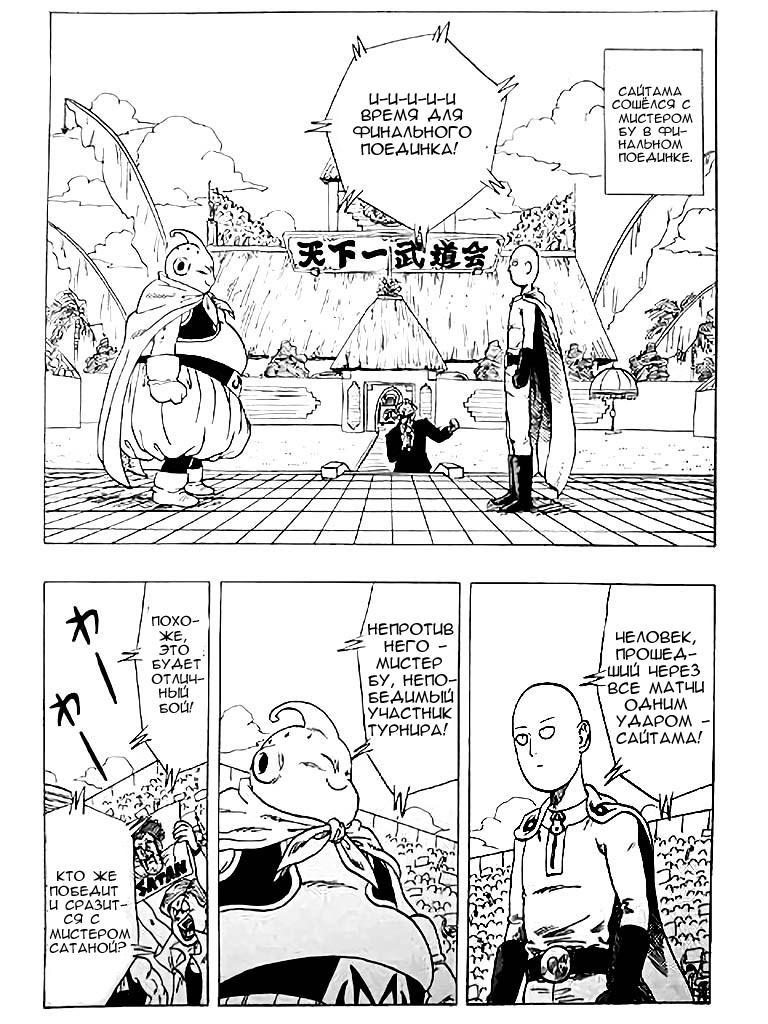 САЙТАМА
СОШЁЛСЯ С
МИСТЕРОМ
БУ В ФИ-
НАЛЬНОМ
ПОЕДИНКЕ.
И-И-И-И-И
ВРЕМЯ ДЛЯ
ФИНАЛЬНОГО
ПОЕДИНКА!
天下一武道会
ЧЕЛОВЕК,
ПРОШЕД-
ШИЙ ЧЕРЕЗ
ВСЕ МАТЧИ
ОДНИМ
УДАРОМ -
САЙТАМА!
НЕПРОТИВ
НЕГО -
МИСТЕР
БУ, НЕПО-
БЕДИМЫЙ
УЧАСТНИК
ТУРНИРА!
ПОХО-
ЖЕ, ЭТО
БУДЕТ
ОТЛИЧ-
НЫЙ
БОЙ!
わー
わー
SATAN
КТО ЖЕ
ПОБЕДИТ
И СРАЗИТ-
СЯ С
МИСТЕРОМ
САТАНОЙ?